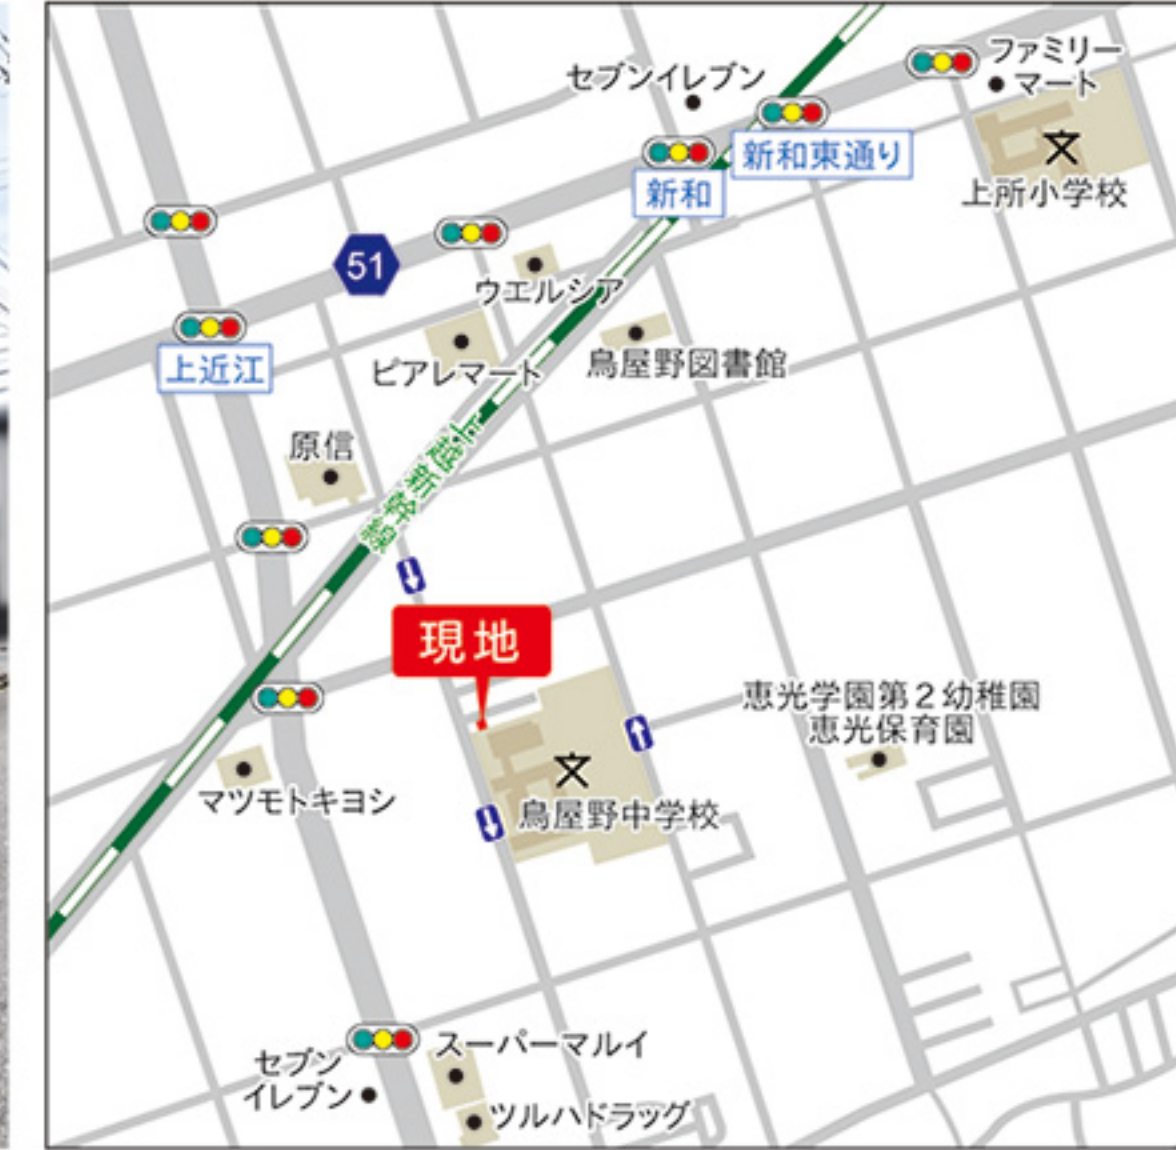 ファミリー
マート
セブンイレブン
新和東通り
新和
上所小学校
51
ウエルシア
上近江
ピアレマート
鳥屋野図書館
原信
上越新幹線
現地
恵光学園第2幼稚園
恵光保育園
マツモトキヨシ
鳥屋野中学校
スーパーマルイ
セブン
イレブン
ツルハドラッグ